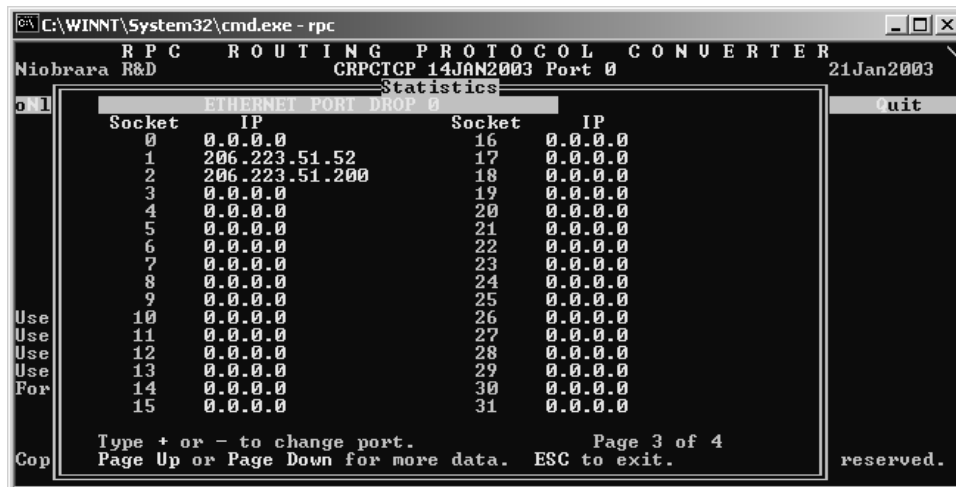 C:\WINNT\System32\cmd.exe - rpc
R P C R O U T I N G P R O T O C O L C O N V E R T E R \
Niobrara R&D CRPCTCP 14JAN2003 Port 0 21Jan2003
Statistics
oNl ETHERNET PORT DROP 0 Quit
Socket IP Socket IP
0 0.0.0.0 16 0.0.0.0
1 206.223.51.52 17 0.0.0.0
2 206.223.51.200 18 0.0.0.0
3 0.0.0.0 19 0.0.0.0
4 0.0.0.0 20 0.0.0.0
5 0.0.0.0 21 0.0.0.0
6 0.0.0.0 22 0.0.0.0
7 0.0.0.0 23 0.0.0.0
8 0.0.0.0 24 0.0.0.0
9 0.0.0.0 25 0.0.0.0
Use 10 0.0.0.0 26 0.0.0.0
Use 11 0.0.0.0 27 0.0.0.0
Use 12 0.0.0.0 28 0.0.0.0
Use 13 0.0.0.0 29 0.0.0.0
For 14 0.0.0.0 30 0.0.0.0
15 0.0.0.0 31 0.0.0.0
Type + or - to change port. Page 3 of 4
Cop Page Up or Page Down for more data. ESC to exit. reserved.